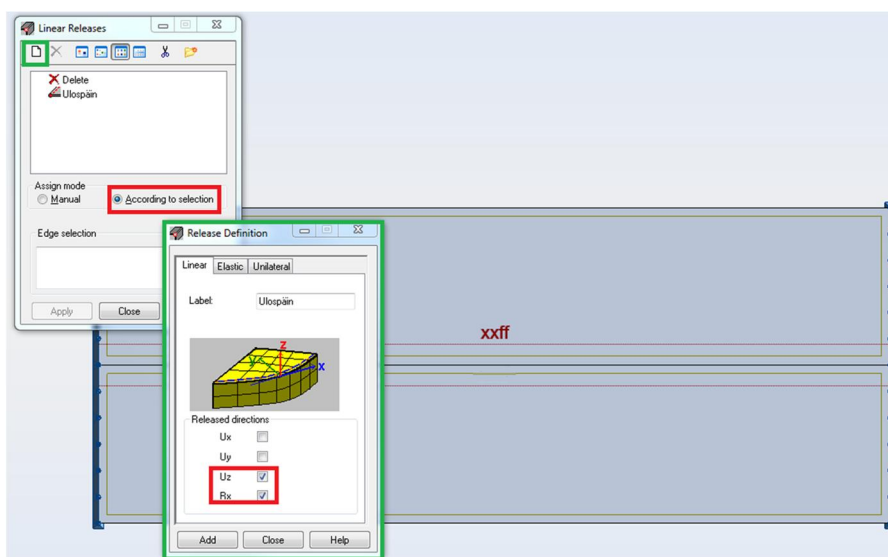 Linear Releases
Delete
Ulospäin
Assign mode
Manual
According to selection
Edge selection
Apply
Close
Release Definition
Linear
Elastic
Unilateral
Label:
Ulospäin
z
y
x
Released directions
Ux
Uy
Uz
Rx
Add
Close
Help
xxff